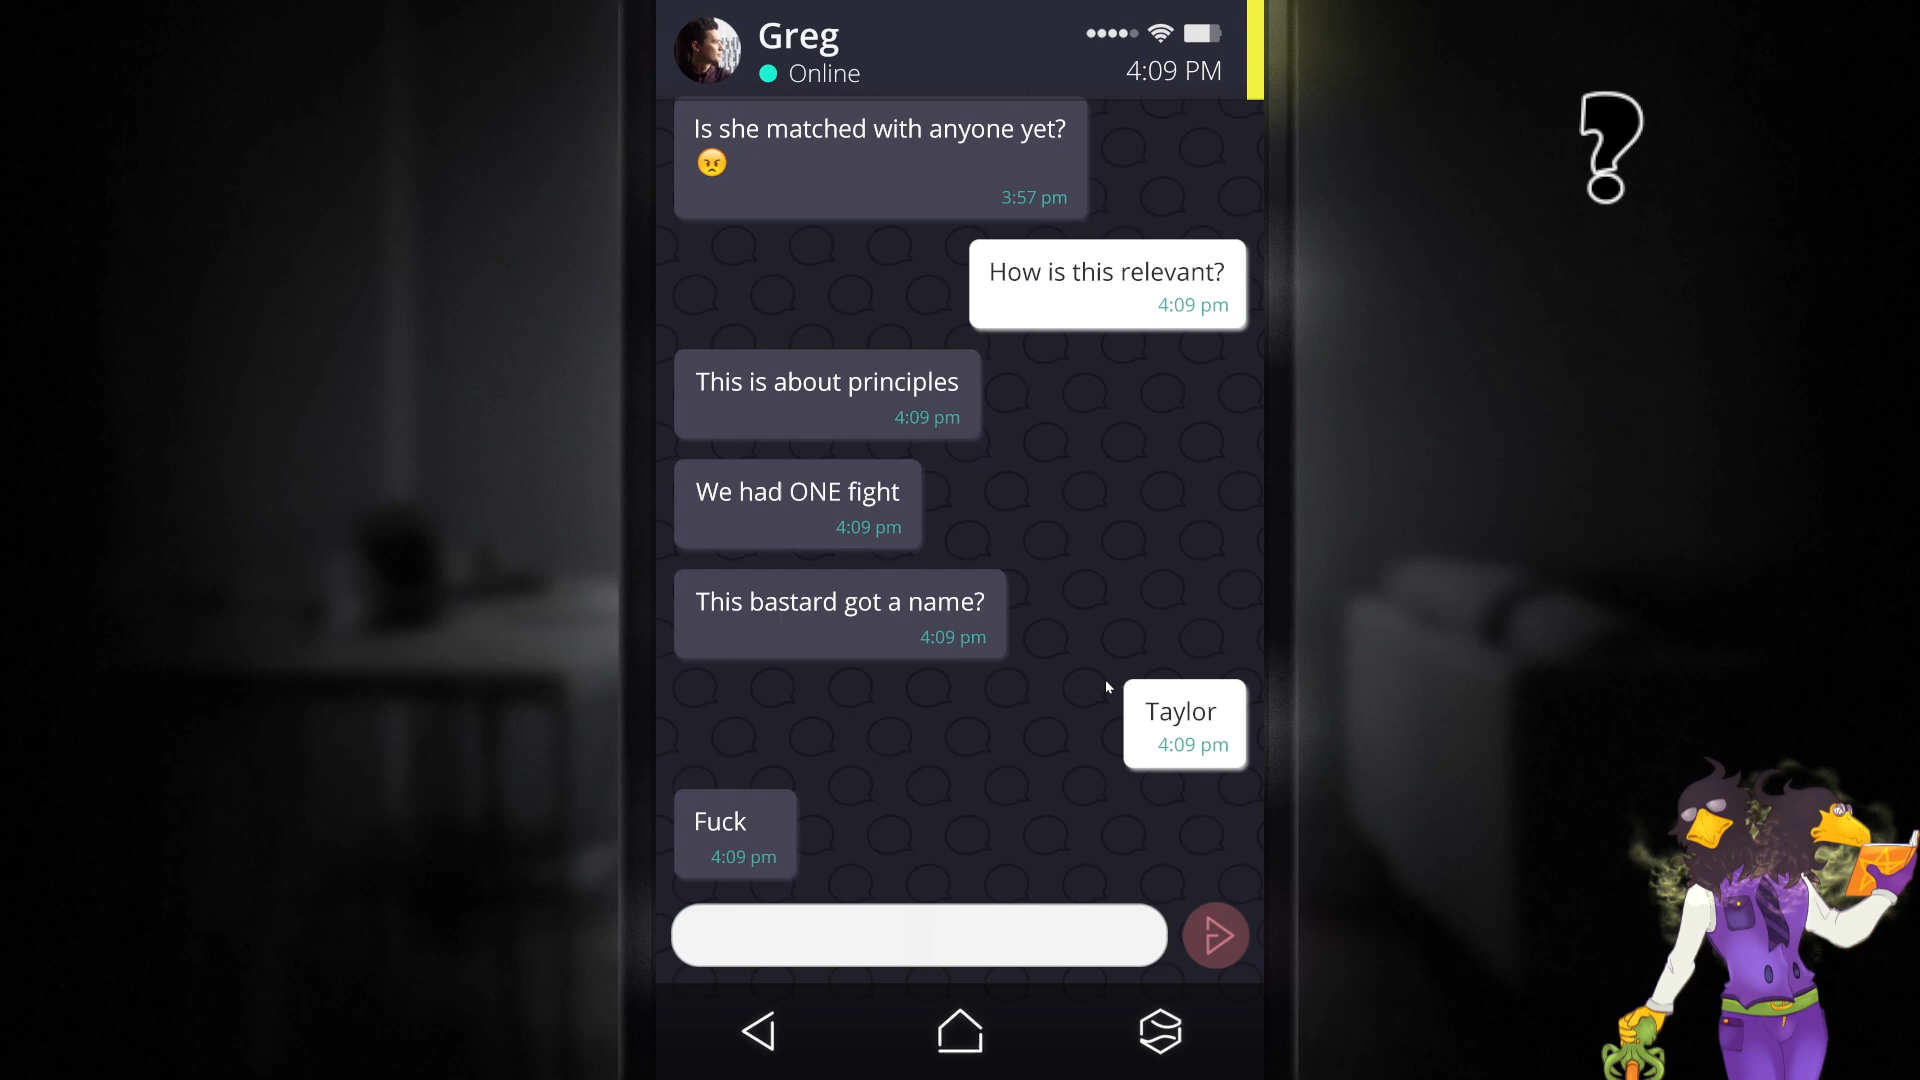 Greg
Online
4:09 PM
Is she matched with anyone yet?
😠
3:57 pm
How is this relevant?
4:09 pm
This is about principles
4:09 pm
We had ONE fight
4:09 pm
This bastard got a name?
4:09 pm
Taylor
4:09 pm
Fuck
4:09 pm
?